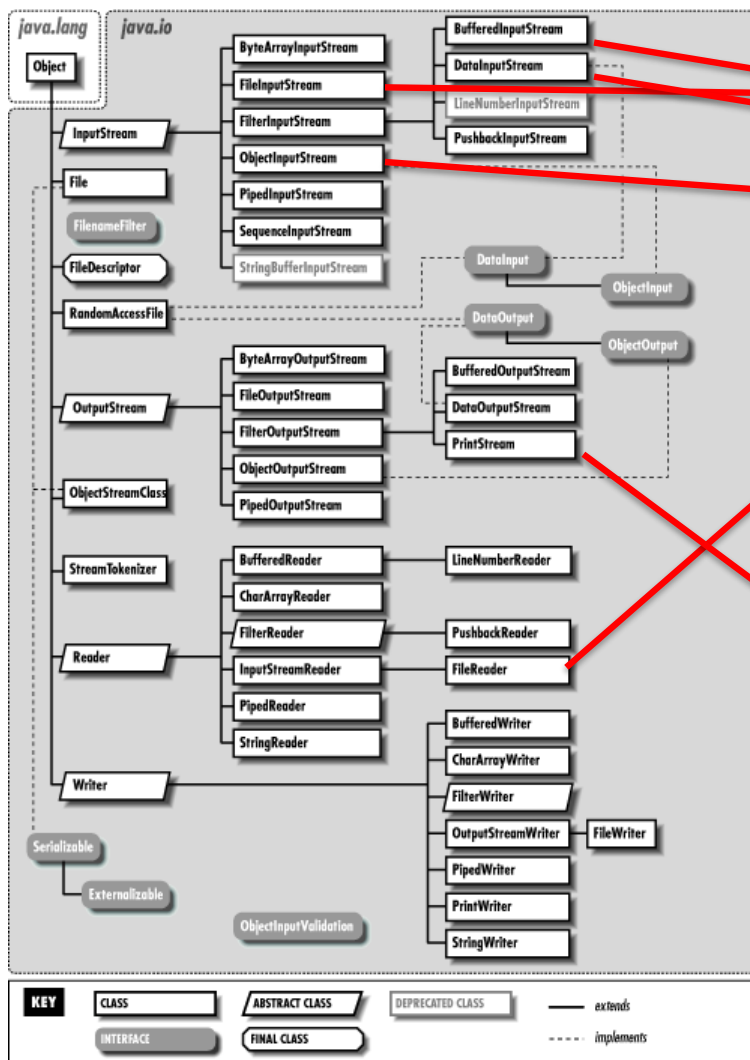 java.lang
java.io
Object
ByteArrayInputStream
FileInputStream
FilterInputStream
ObjectInputStream
PipedInputStream
SequenceInputStream
StringBufferInputStream
BufferedInputStream
DataInputStream
LineNumberInputStream
PushbackInputStream
InputStream
File
FilenameFilter
FileDescriptor
RandomAccessFile
DataInput
ObjectInput
DataOutput
ObjectOutput
ByteArrayOutputStream
FileOutputStream
FilterOutputStream
ObjectOutputStream
PipedOutputStream
BufferedOutputStream
DataOutputStream
PrintStream
OutputStream
ObjectStreamClass
StreamTokenizer
BufferedReader
CharArrayReader
FilterReader
InputStreamReader
PipedReader
StringReader
LineNumberReader
PushbackReader
FileReader
Reader
Writer
BufferedWriter
CharArrayWriter
FilterWriter
OutputStreamWriter
FileWriter
PipedWriter
PrintWriter
StringWriter
Serializable
Externalizable
ObjectInputValidation
KEY
CLASS
ABSTRACT CLASS
DEPRECATED CLASS
extends
INTERFACE
FINAL CLASS
implements